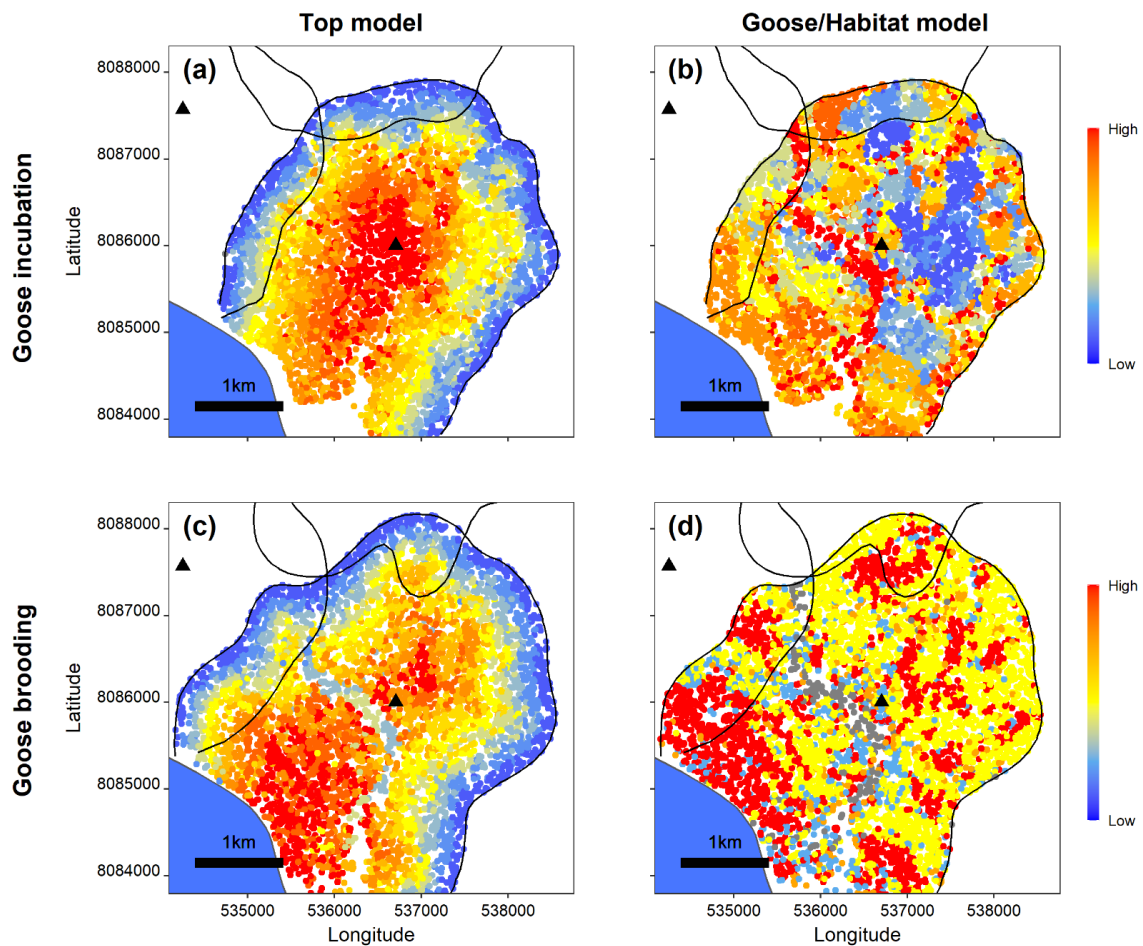 Top model
Goose/Habitat model
Goose incubation
Latitude
8088000
8087000
8086000
8085000
8084000
(a)
1km
(b)
1km
High
Low
Goose brooding
Latitude
8088000
8087000
8086000
8085000
8084000
(c)
1km
(d)
1km
High
Low
535000 536000 537000 538000
535000 536000 537000 538000
Longitude
Longitude